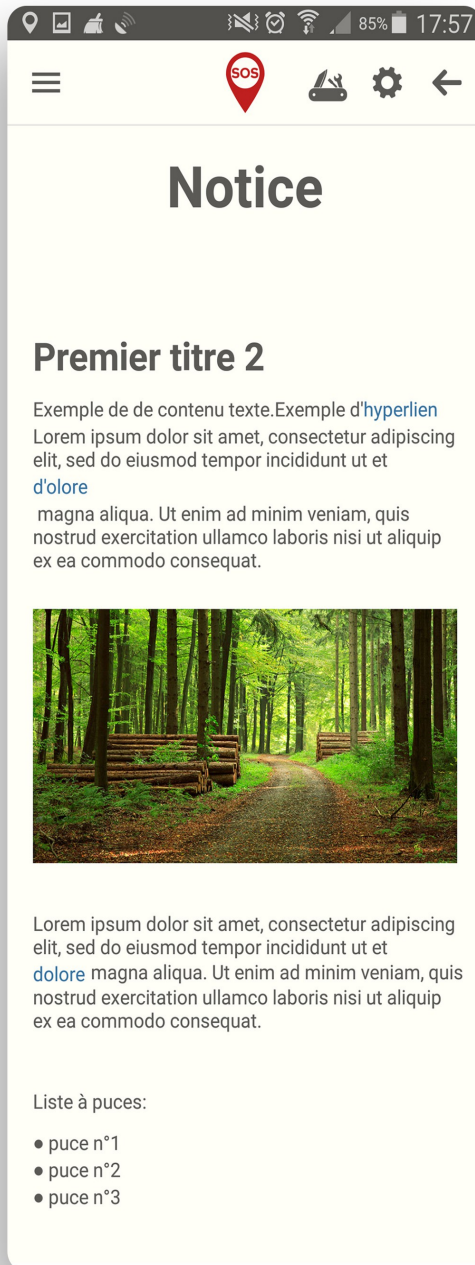 85% 17:57
SOS
Notice
Premier titre 2
Exemple de de contenu texte.Exemple d'hyperlien
Lorem ipsum dolor sit amet, consectetur adipiscing
elit, sed do eiusmod tempor incididunt ut et
d'olore
magna aliqua. Ut enim ad minim veniam, quis
nostrud exercitation ullamco laboris nisi ut aliquip
ex ea commodo consequat.
Lorem ipsum dolor sit amet, consectetur adipiscing
elit, sed do eiusmod tempor incididunt ut et
dolore magna aliqua. Ut enim ad minim veniam, quis
nostrud exercitation ullamco laboris nisi ut aliquip
ex ea commodo consequat.
Liste à puces:
● puce n°1
● puce n°2
● puce n°3